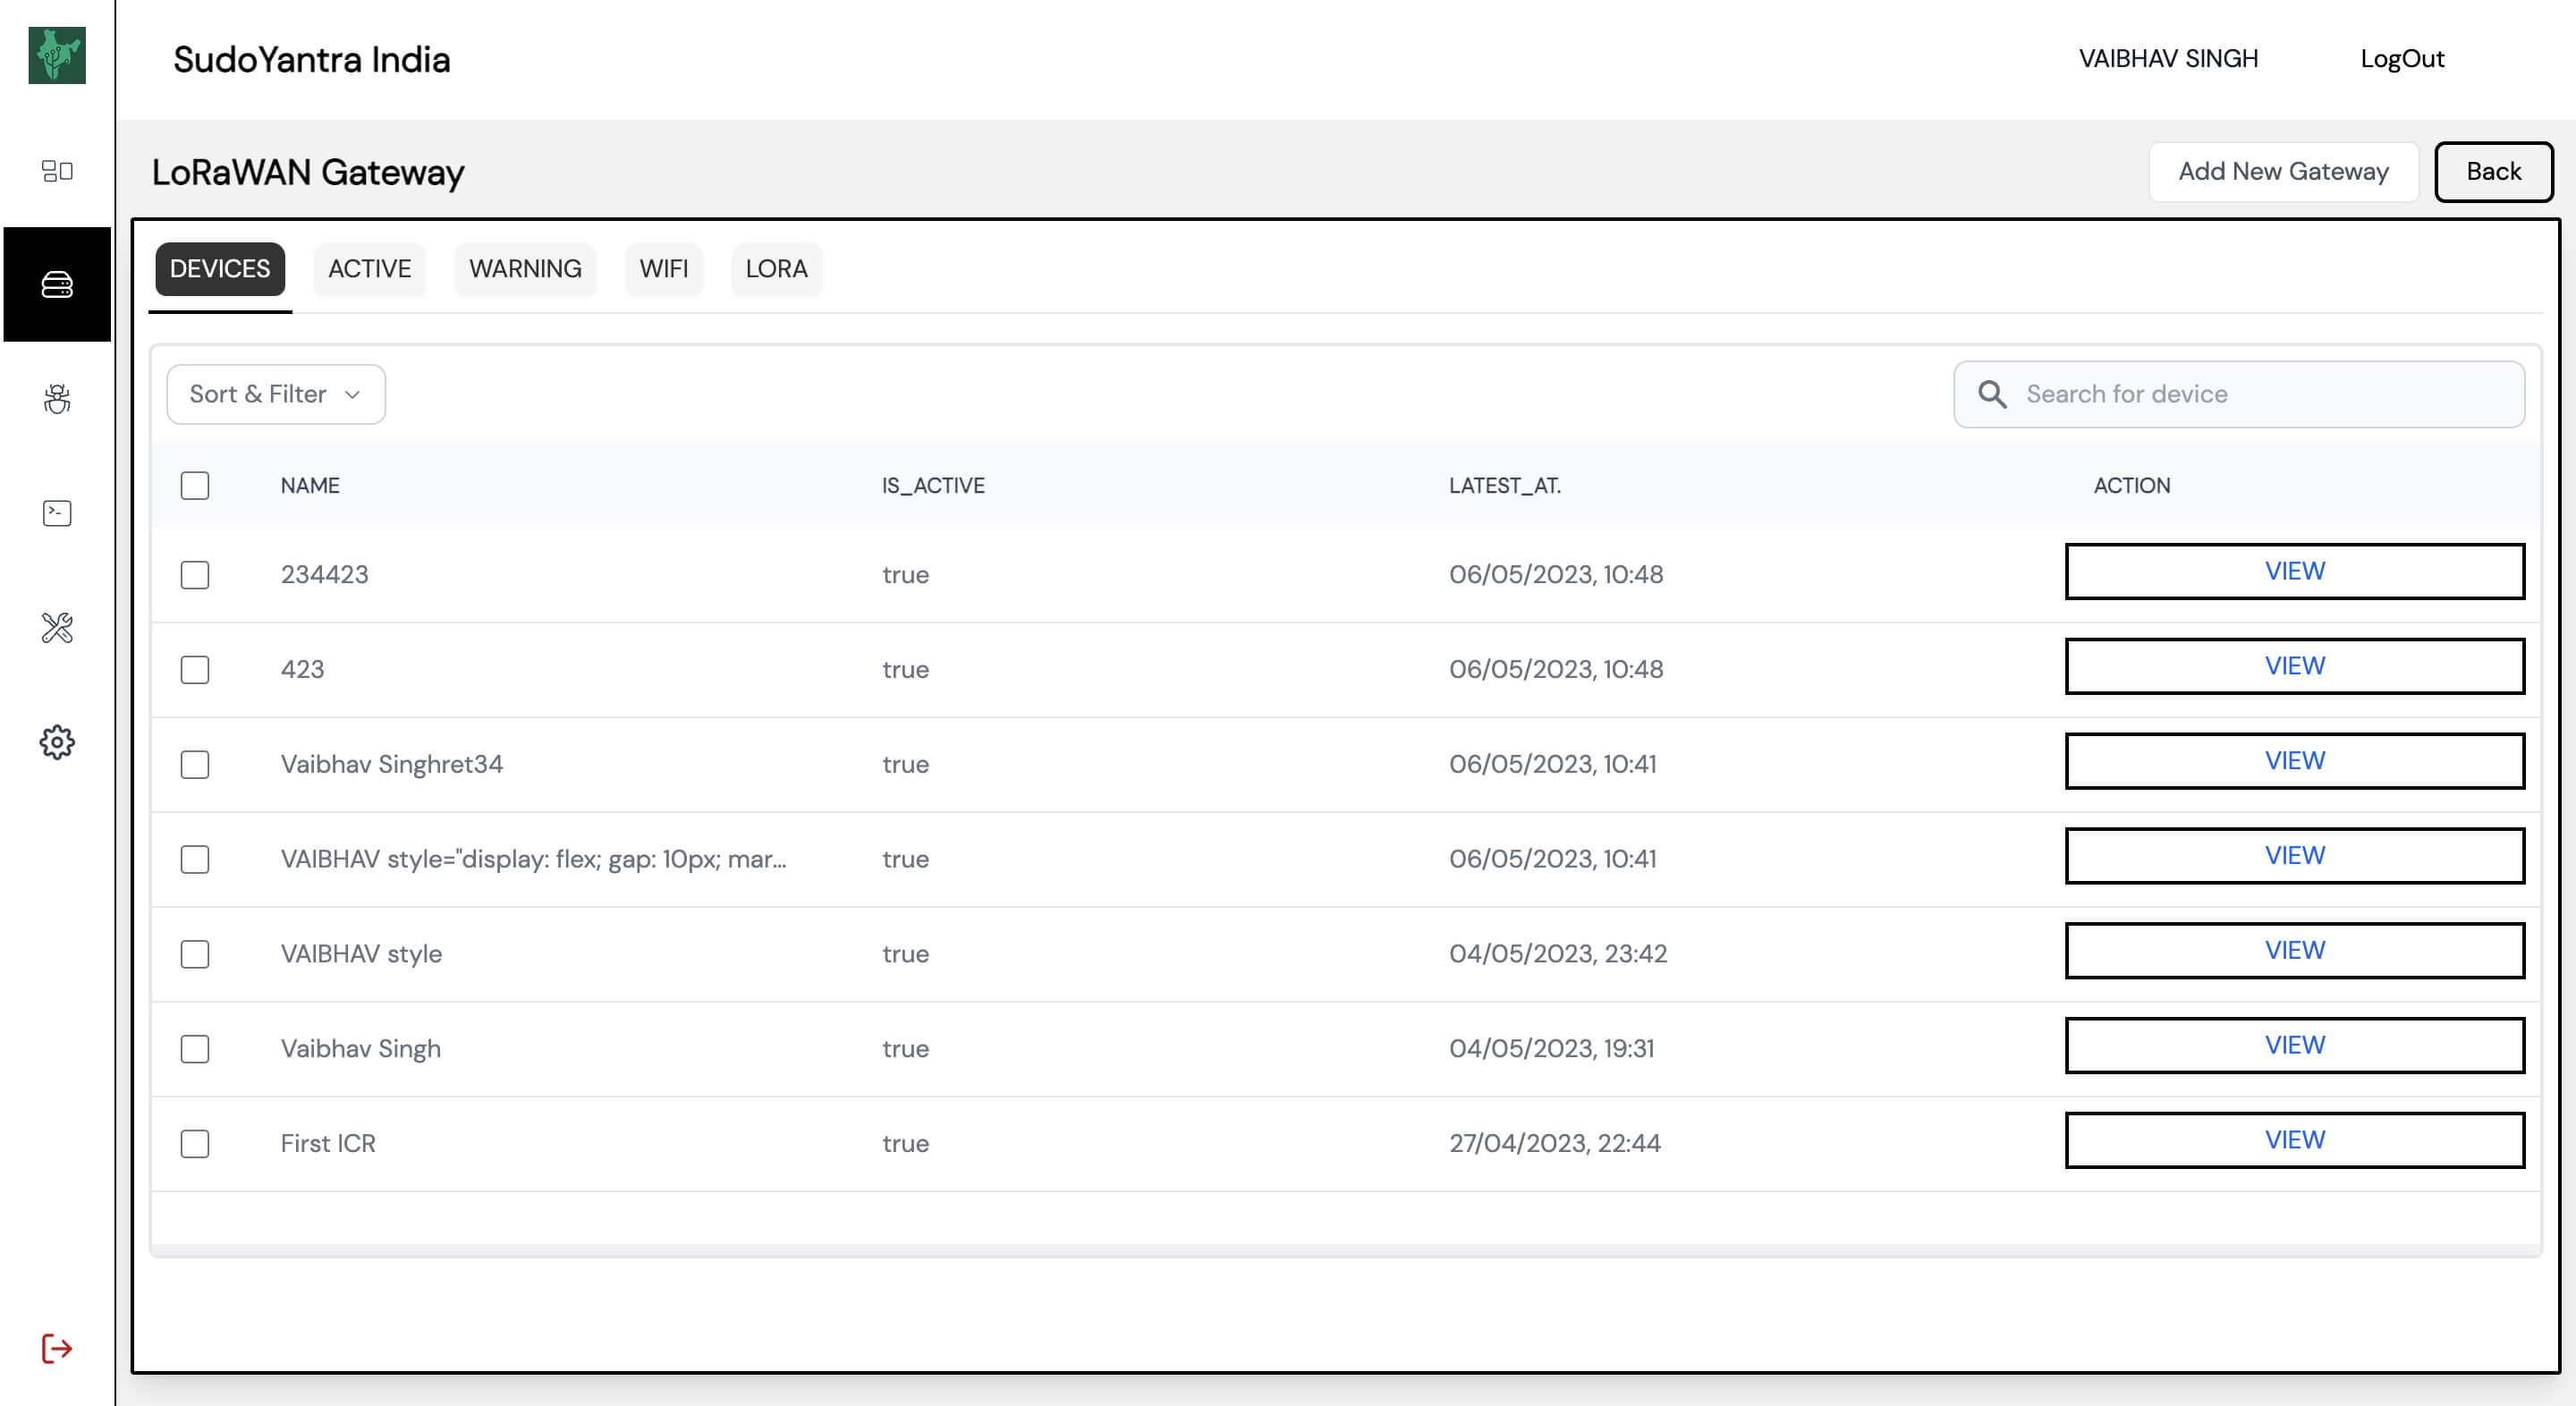 SudoYantra India
VAIBHAV SINGH LogOut
LoRaWAN Gateway
Add New Gateway Back
DEVICES ACTIVE WARNING WIFI LORA
Sort & Filter
Search for device
NAME IS_ACTIVE LATEST_AT. ACTION
234423 true 06/05/2023, 10:48 VIEW
423 true 06/05/2023, 10:48 VIEW
Vaibhav Singhret34 true 06/05/2023, 10:41 VIEW
VAIBHAV style="display: flex; gap: 10px; mar... true 06/05/2023, 10:41 VIEW
VAIBHAV style true 04/05/2023, 23:42 VIEW
Vaibhav Singh true 04/05/2023, 19:31 VIEW
First ICR true 27/04/2023, 22:44 VIEW